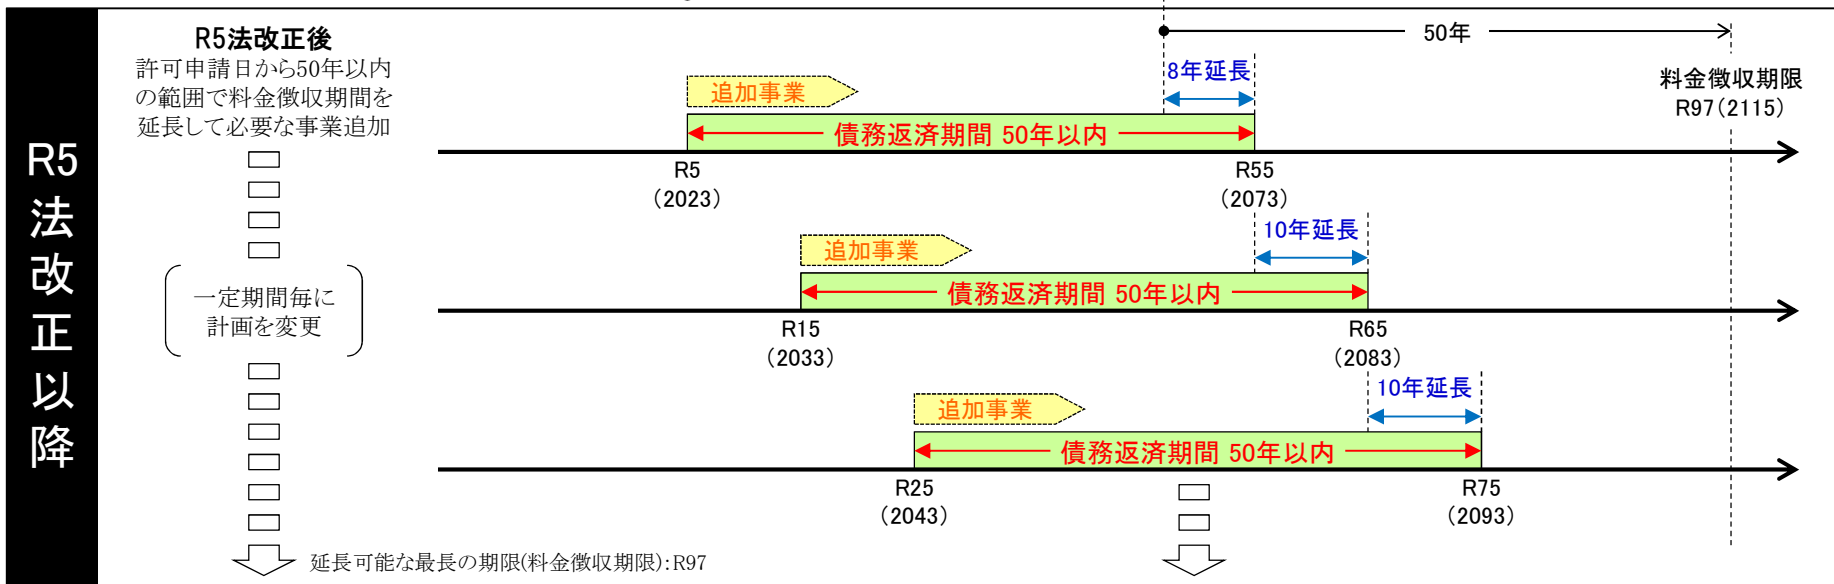 R5法改正以降
R5法改正後
許可申請日から50年以内
の範囲で料金徴収期間を
延長して必要な事業追加
一定期間毎に
計画を変更
延長可能な最長の期限(料金徴収期限):R97
50年
料金徴収期限
R97(2115)
8年延長
追加事業
債務返済期間 50年以内
R5
(2023)
R55
(2073)
10年延長
追加事業
債務返済期間 50年以内
R15
(2033)
R65
(2083)
10年延長
追加事業
債務返済期間 50年以内
R25
(2043)
R75
(2093)